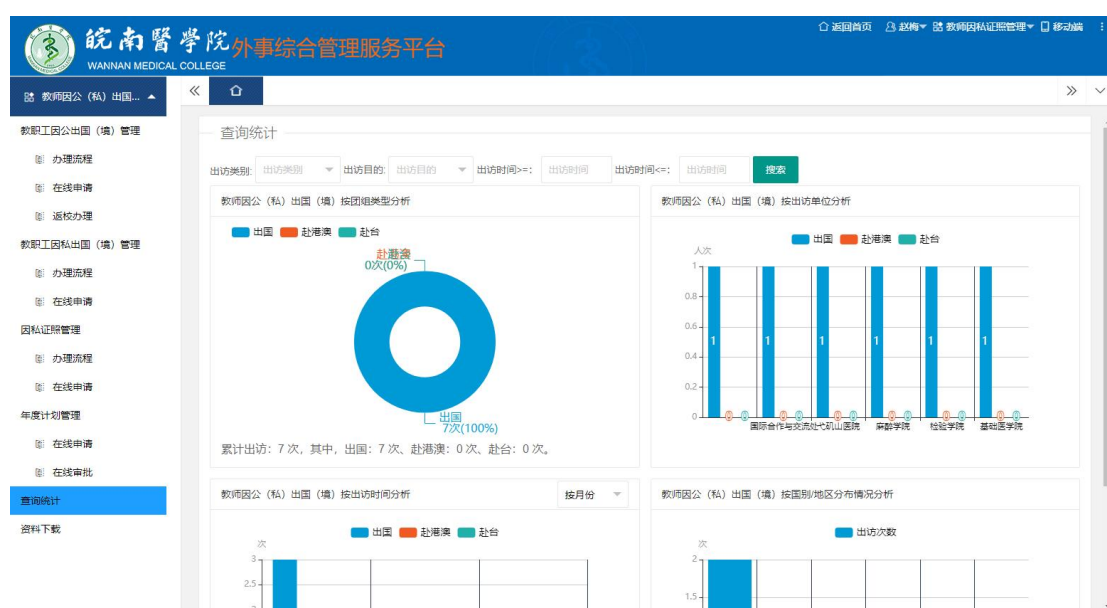 皖南醫學院外事综合管理服务平台
WANNAN MEDICAL COLLEGE
返回首页 赵梅 教师因私证照管理 移动端
教师因公（私）出国...
教职工因公出国（境）管理
办理流程
在线申请
返校办理
教职工因私出国（境）管理
办理流程
在线申请
因私证照管理
办理流程
在线申请
年度计划管理
在线申请
在线审批
查询统计
资料下载
查询统计
出访类别: 出访类别 出访目的: 出访目的 出访时间>=: 出访时间 出访时间<=: 出访时间 搜索
教师因公（私）出国（境）按团组类型分析
出国 赴港澳 赴台
0次(0%)
出国
7次(100%)
累计出访：7 次，其中，出国：7 次、赴港澳：0 次、赴台：0 次。
教师因公（私）出国（境）按出访单位分析
出国 赴港澳 赴台
人次
1
0.8
0.6
0.4
0.2
0
1 1 1 1 1 1
0 0 0 0 0 0 0 0 0 0 0 0
国际合作与交流处 弋矶山医院 麻醉学院 检验学院 基础医学院
教师因公（私）出国（境）按出访时间分析
按月份
出国 赴港澳 赴台
次
3
2.5
教师因公（私）出国（境）按国别/地区分布情况分析
出访次数
次
2
1.5